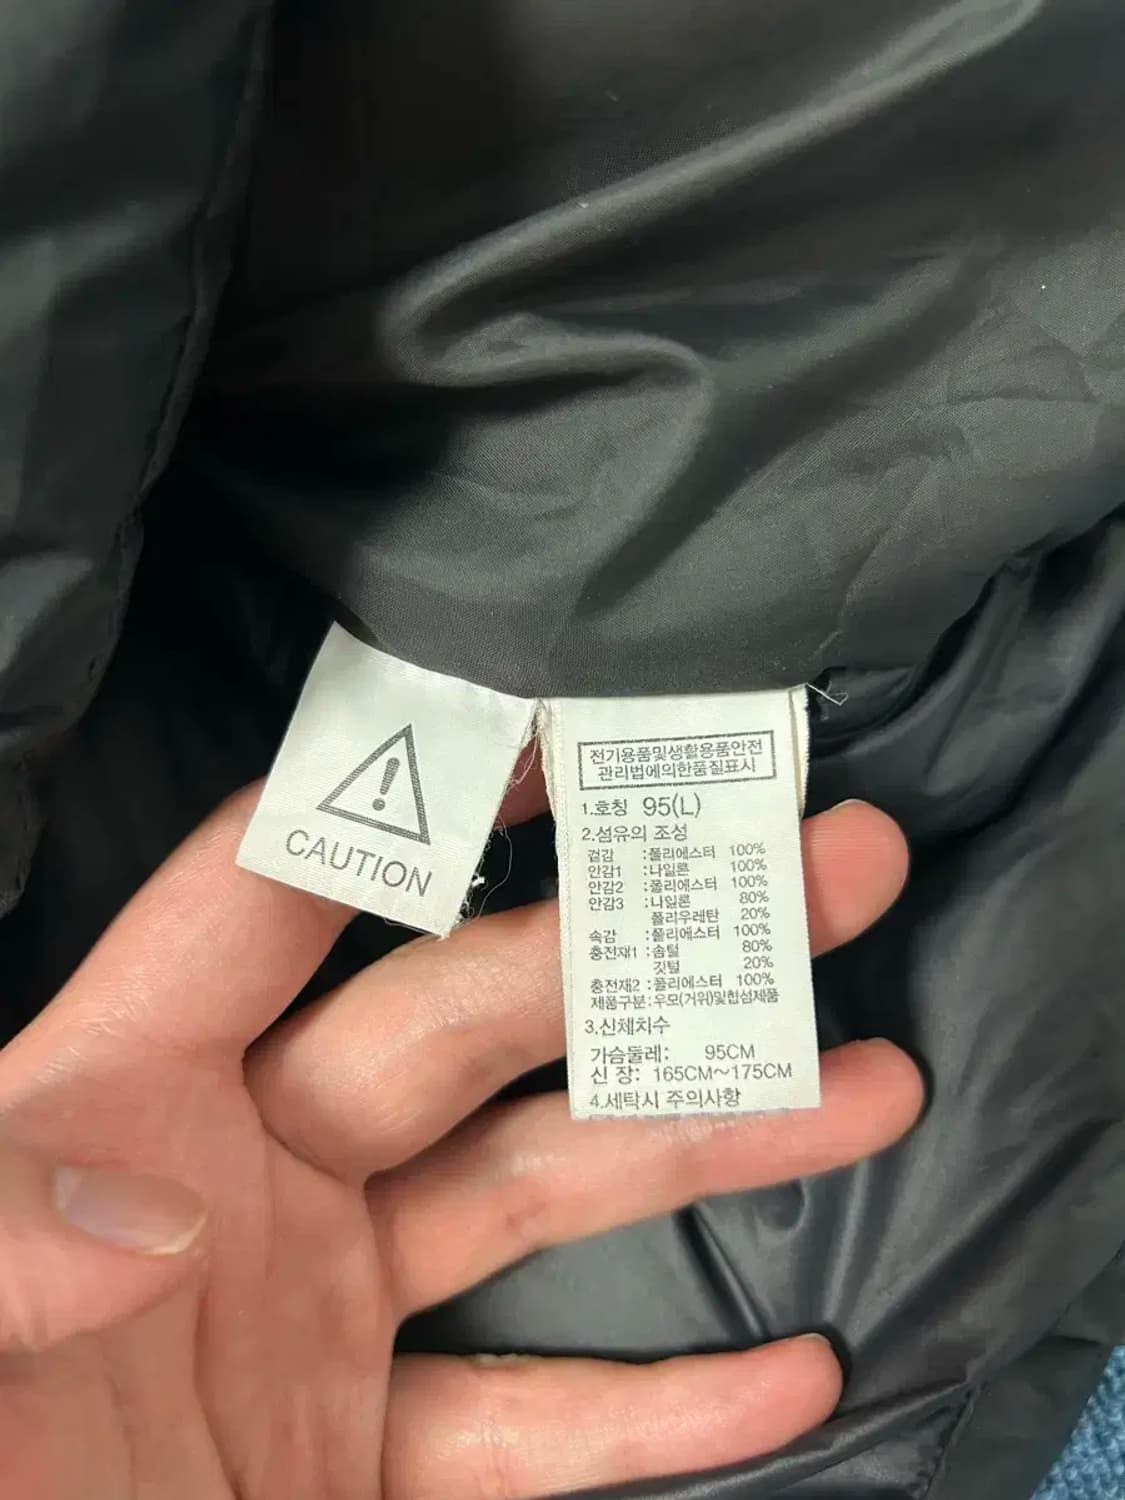 CAUTION
전기용품및생활용품안전
관리법에의한품질표시
1.호칭 95(L)
2.섬유의 조성
겉감 :폴리에스터 100%
안감1 :나일론 100%
안감2 :폴리에스터 100%
안감3 :나일론 80%
폴리우레탄 20%
속감 :폴리에스터 100%
충전재1 :솜털 80%
깃털 20%
충전재2 :폴리에스터 100%
제품구분:우모(거위)및합섬제품
3.신체치수
가슴둘레: 95CM
신 장: 165CM~175CM
4.세탁시 주의사항